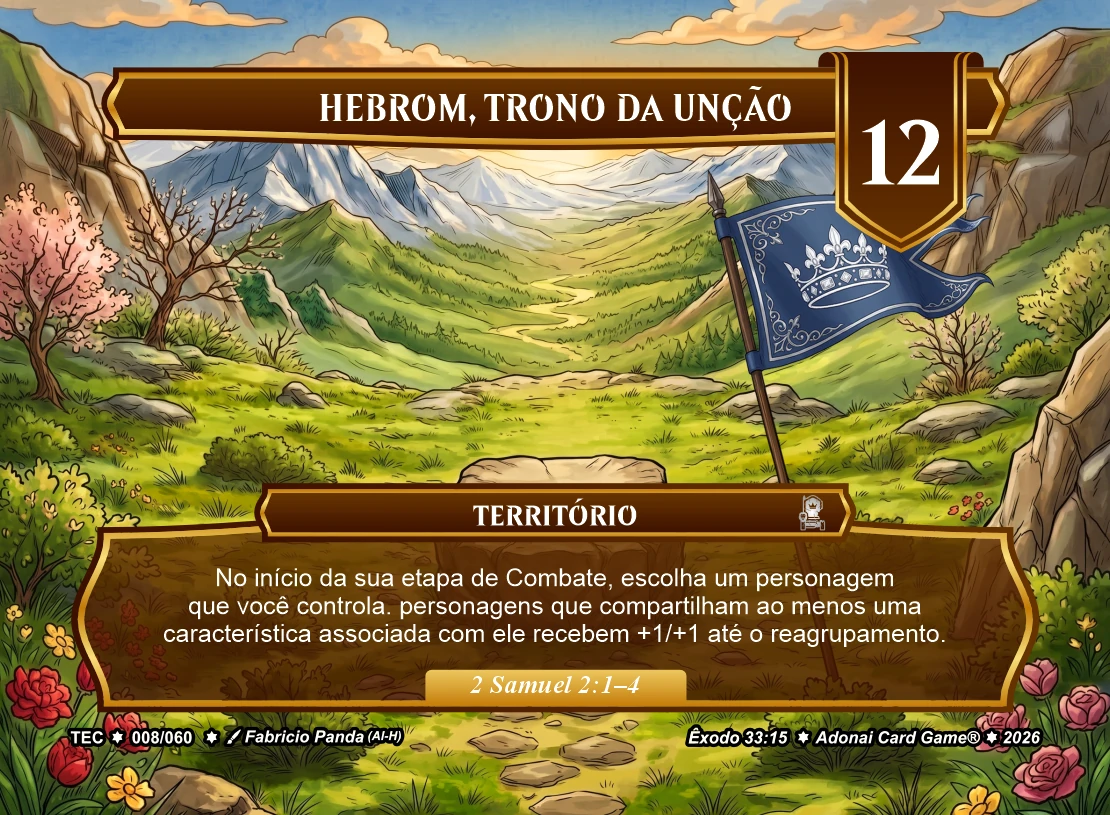 HEBROM, TRONO DA UNÇÃO
12
TERRITÓRIO
No início da sua etapa de Combate, escolha um personagem
que você controla. personagens que compartilham ao menos uma
característica associada com ele recebem +1/+1 até o reagrupamento.
2 Samuel 2:1–4
TEC ✶ 008/060 ✶ Fabrício Panda (AI-H)
Êxodo 33:15 ✶ Adonai Card Game® ✶ 2026